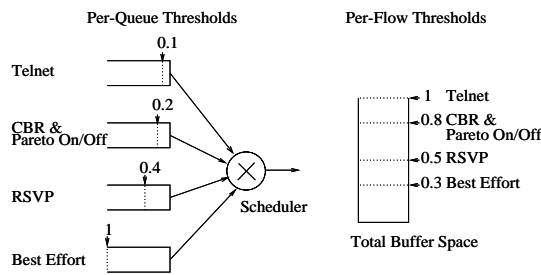 Per-Queue Thresholds
0.1
Telnet
0.2
CBR &
Pareto On/Off
0.4
RSVP
Scheduler
1
Best Effort
Per-Flow Thresholds
1 Telnet
0.8 CBR &
Pareto On/Off
0.5 RSVP
0.3 Best Effort
Total Buffer Space